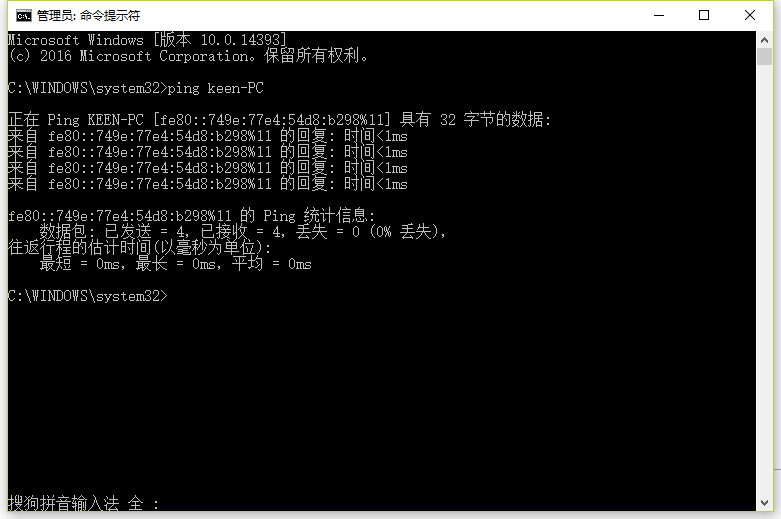 管理员: 命令提示符
Microsoft Windows [版本 10.0.14393]
(c) 2016 Microsoft Corporation。保留所有权利。
C:\WINDOWS\system32>ping keen-PC
正在 Ping KEEN-PC [fe80::749e:77e4:54d8:b298%11] 具有 32 字节的数据:
来自 fe80::749e:77e4:54d8:b298%11 的回复: 时间<1ms
来自 fe80::749e:77e4:54d8:b298%11 的回复: 时间<1ms
来自 fe80::749e:77e4:54d8:b298%11 的回复: 时间<1ms
来自 fe80::749e:77e4:54d8:b298%11 的回复: 时间<1ms
fe80::749e:77e4:54d8:b298%11 的 Ping 统计信息:
数据包: 已发送 = 4，已接收 = 4，丢失 = 0 (0% 丢失)，
往返行程的估计时间(以毫秒为单位):
最短 = 0ms，最长 = 0ms，平均 = 0ms
C:\WINDOWS\system32>
搜狗拼音输入法 全 :